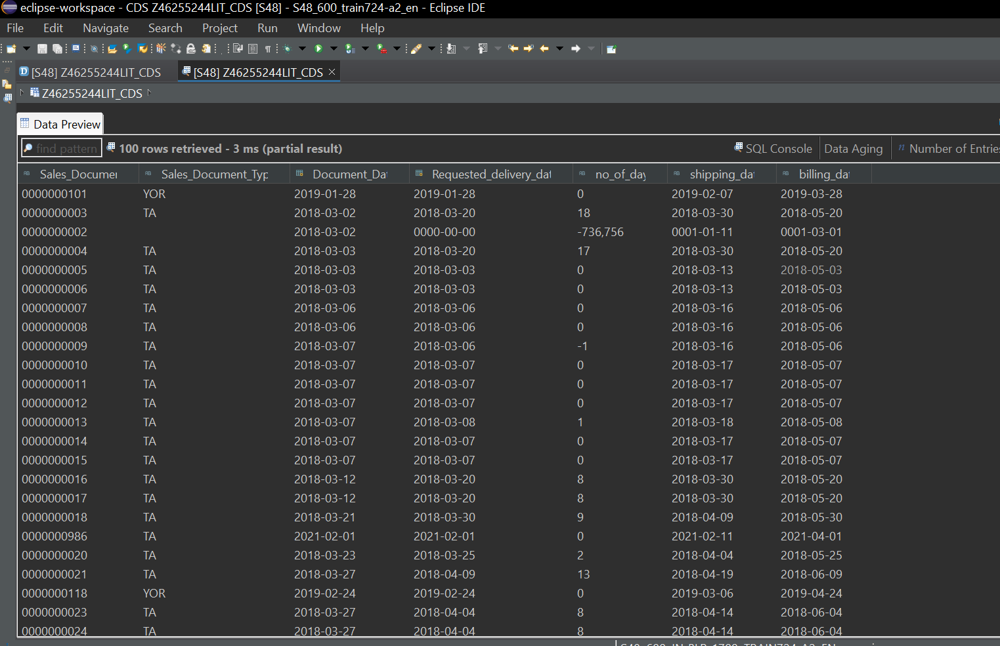 eclipse-workspace - CDS Z46255244LIT_CDS [S48] - S48_600_train724-a2_en - Eclipse IDE
File Edit Navigate Search Project Run Window Help
[S48] Z46255244LIT_CDS [S48] Z46255244LIT_CDS
Z46255244LIT_CDS
Data Preview
find pattern 100 rows retrieved - 3 ms (partial result) SQL Console Data Aging Number of Entries
Sales_Documer Sales_Document_Typ Document_Dat Requested_delivery_dat no_of_day shipping_dat billing_dat
0000000101 YOR 2019-01-28 2019-01-28 0 2019-02-07 2019-03-28
0000000003 TA 2018-03-02 2018-03-20 18 2018-03-30 2018-05-20
0000000002 2018-03-02 0000-00-00 -736,756 0001-01-11 0001-03-01
0000000004 TA 2018-03-03 2018-03-20 17 2018-03-30 2018-05-20
0000000005 TA 2018-03-03 2018-03-03 0 2018-03-13 2018-05-03
0000000006 TA 2018-03-03 2018-03-03 0 2018-03-13 2018-05-03
0000000007 TA 2018-03-06 2018-03-06 0 2018-03-16 2018-05-06
0000000008 TA 2018-03-06 2018-03-06 0 2018-03-16 2018-05-06
0000000009 TA 2018-03-07 2018-03-06 -1 2018-03-16 2018-05-06
0000000010 TA 2018-03-07 2018-03-07 0 2018-03-17 2018-05-07
0000000011 TA 2018-03-07 2018-03-07 0 2018-03-17 2018-05-07
0000000012 TA 2018-03-07 2018-03-07 0 2018-03-17 2018-05-07
0000000013 TA 2018-03-07 2018-03-08 1 2018-03-18 2018-05-08
0000000014 TA 2018-03-07 2018-03-07 0 2018-03-17 2018-05-07
0000000015 TA 2018-03-07 2018-03-07 0 2018-03-17 2018-05-07
0000000016 TA 2018-03-12 2018-03-20 8 2018-03-30 2018-05-20
0000000017 TA 2018-03-12 2018-03-20 8 2018-03-30 2018-05-20
0000000018 TA 2018-03-21 2018-03-30 9 2018-04-09 2018-05-30
0000000986 TA 2021-02-01 2021-02-01 0 2021-02-11 2021-04-01
0000000020 TA 2018-03-23 2018-03-25 2 2018-04-04 2018-05-25
0000000021 TA 2018-03-27 2018-04-09 13 2018-04-19 2018-06-09
0000000118 YOR 2019-02-24 2019-02-24 0 2019-03-06 2019-04-24
0000000023 TA 2018-03-27 2018-04-04 8 2018-04-14 2018-06-04
0000000024 TA 2018-03-27 2018-04-04 8 2018-04-14 2018-06-04